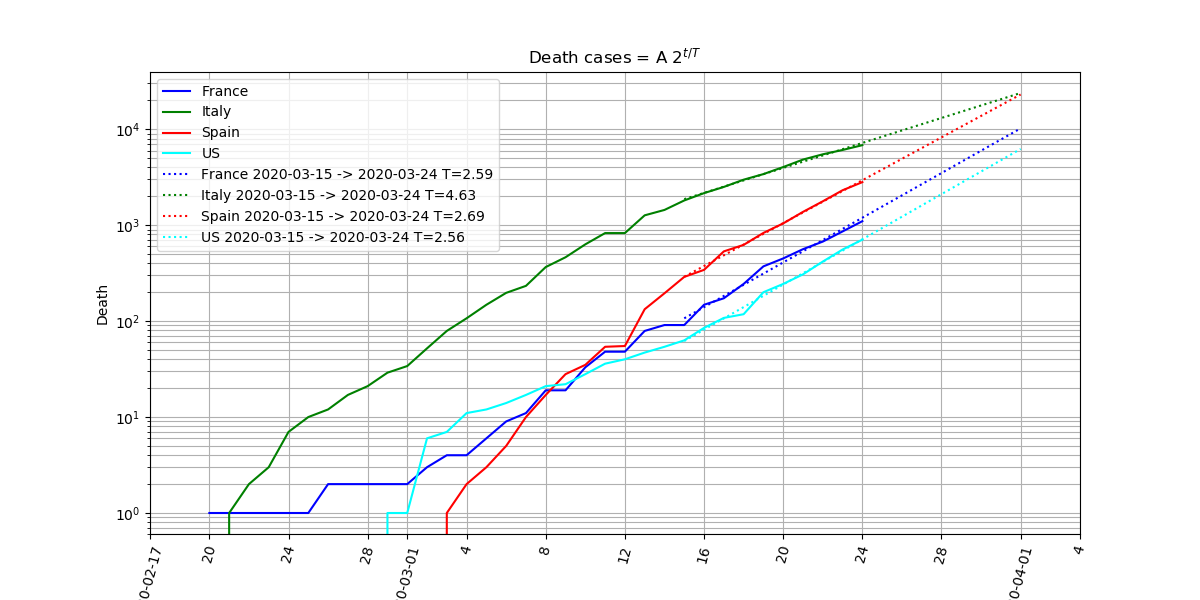 Death cases = A 2^{t/T}
France
Italy
Spain
US
France 2020-03-15 -> 2020-03-24 T=2.59
Italy 2020-03-15 -> 2020-03-24 T=4.63
Spain 2020-03-15 -> 2020-03-24 T=2.69
US 2020-03-15 -> 2020-03-24 T=2.56
Death
10^4
10^3
10^2
10^1
10^0
0-02-17
20
24
28
0-03-01
4
8
12
16
20
24
28
0-04-01
4